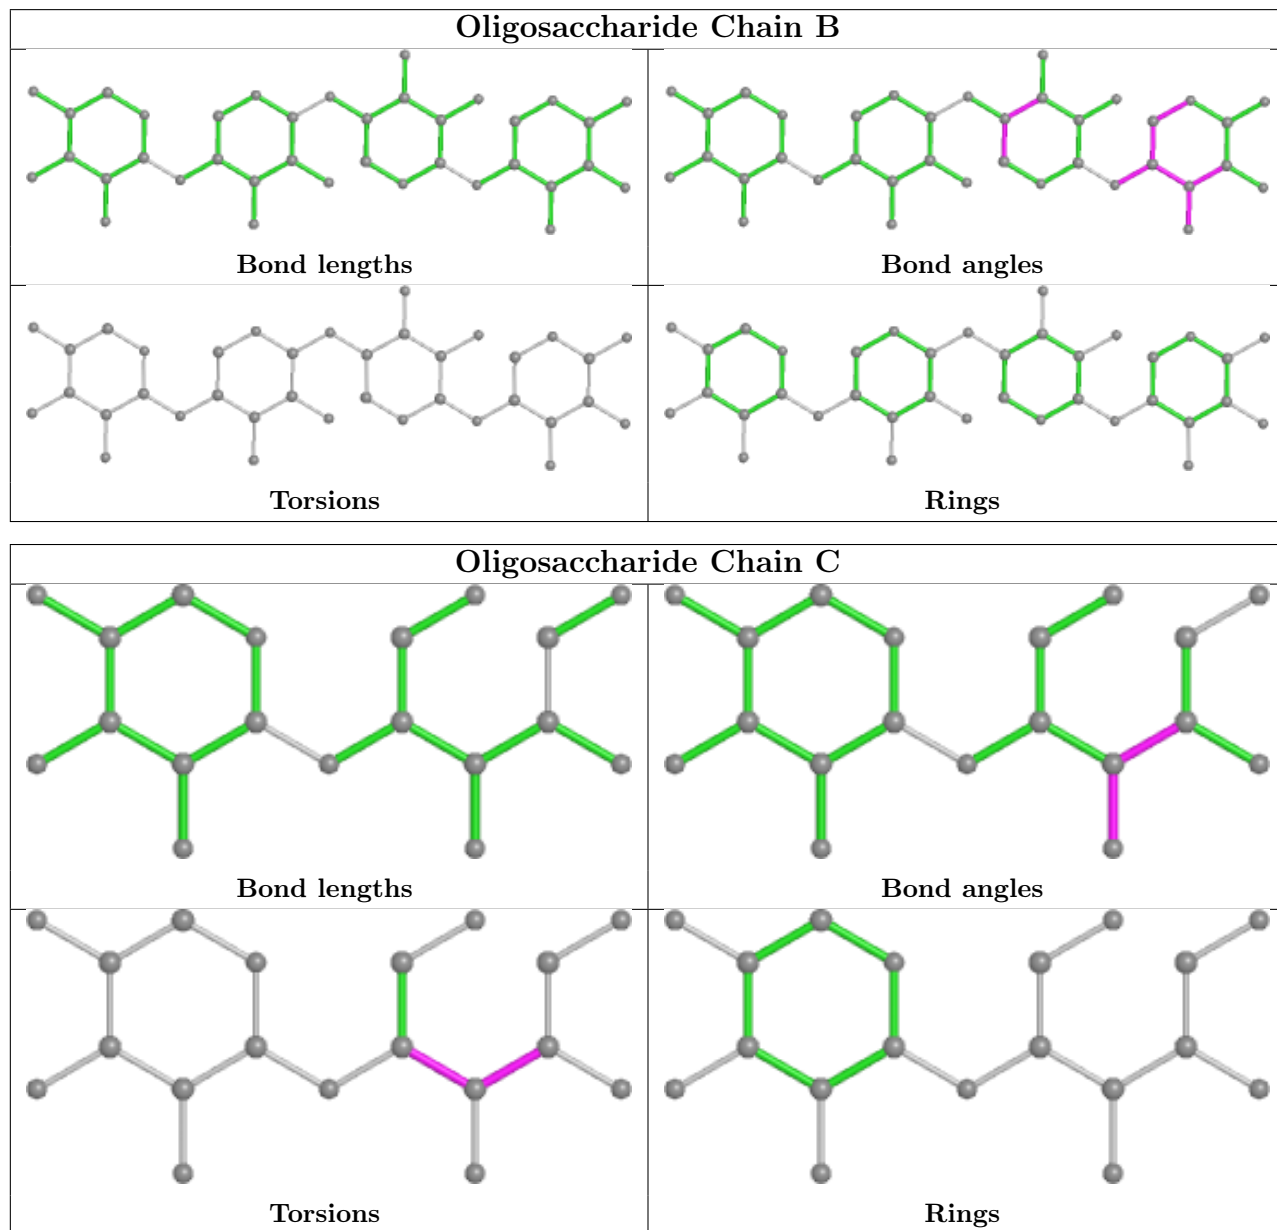 Oligosaccharide Chain B
Bond lengths
Bond angles
Torsions
Rings
Oligosaccharide Chain C
Bond lengths
Bond angles
Torsions
Rings